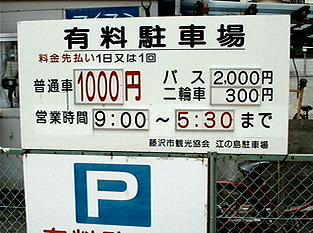 有料駐車場
料金先払い1日又は1回
普通車 1000円 バス 2,000円
二輪車 300円
営業時間 9:00 ～ 5:30 まで
藤沢市観光協会 江の島駐車場
P